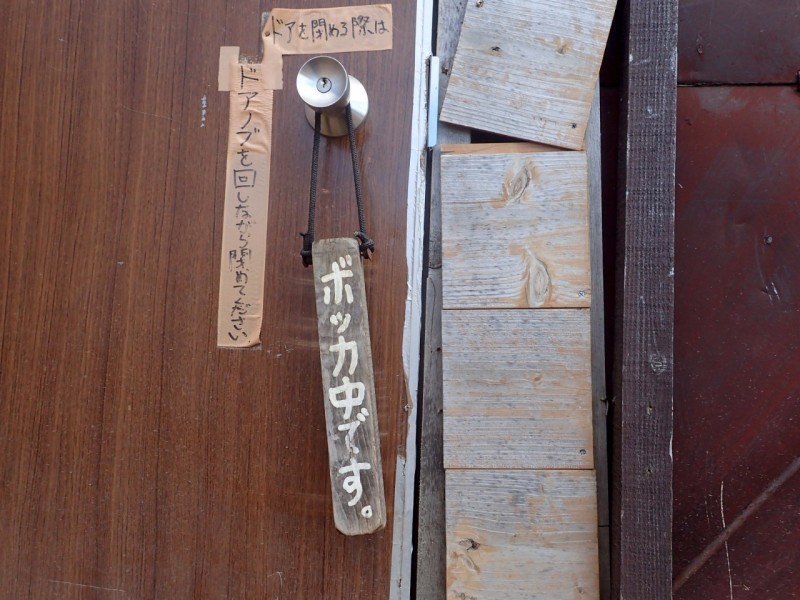 ドアを閉める際は
ドアノブを回しながら閉めてください
ボッカ中です。